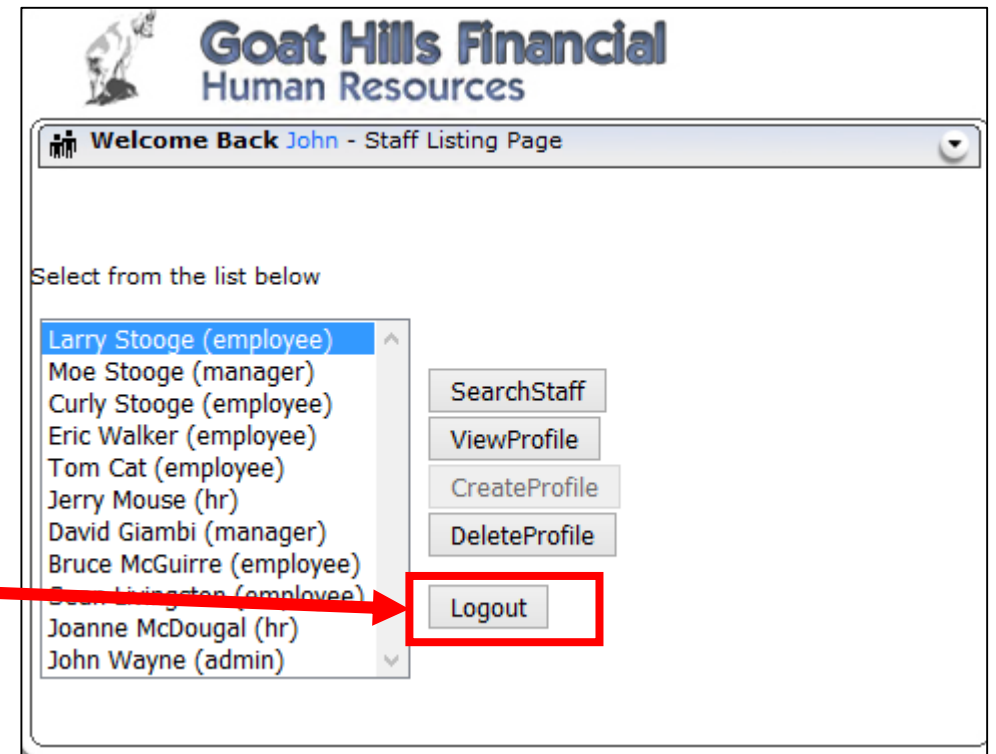 Goat Hills Financial
Human Resources
Welcome Back John - Staff Listing Page
Select from the list below
Larry Stooge (employee)
Moe Stooge (manager)
Curly Stooge (employee)
Eric Walker (employee)
Tom Cat (employee)
Jerry Mouse (hr)
David Giambi (manager)
Bruce McGuirre (employee)
Sean Livingston (employee)
Joanne McDougal (hr)
John Wayne (admin)
SearchStaff
ViewProfile
CreateProfile
DeleteProfile
Logout